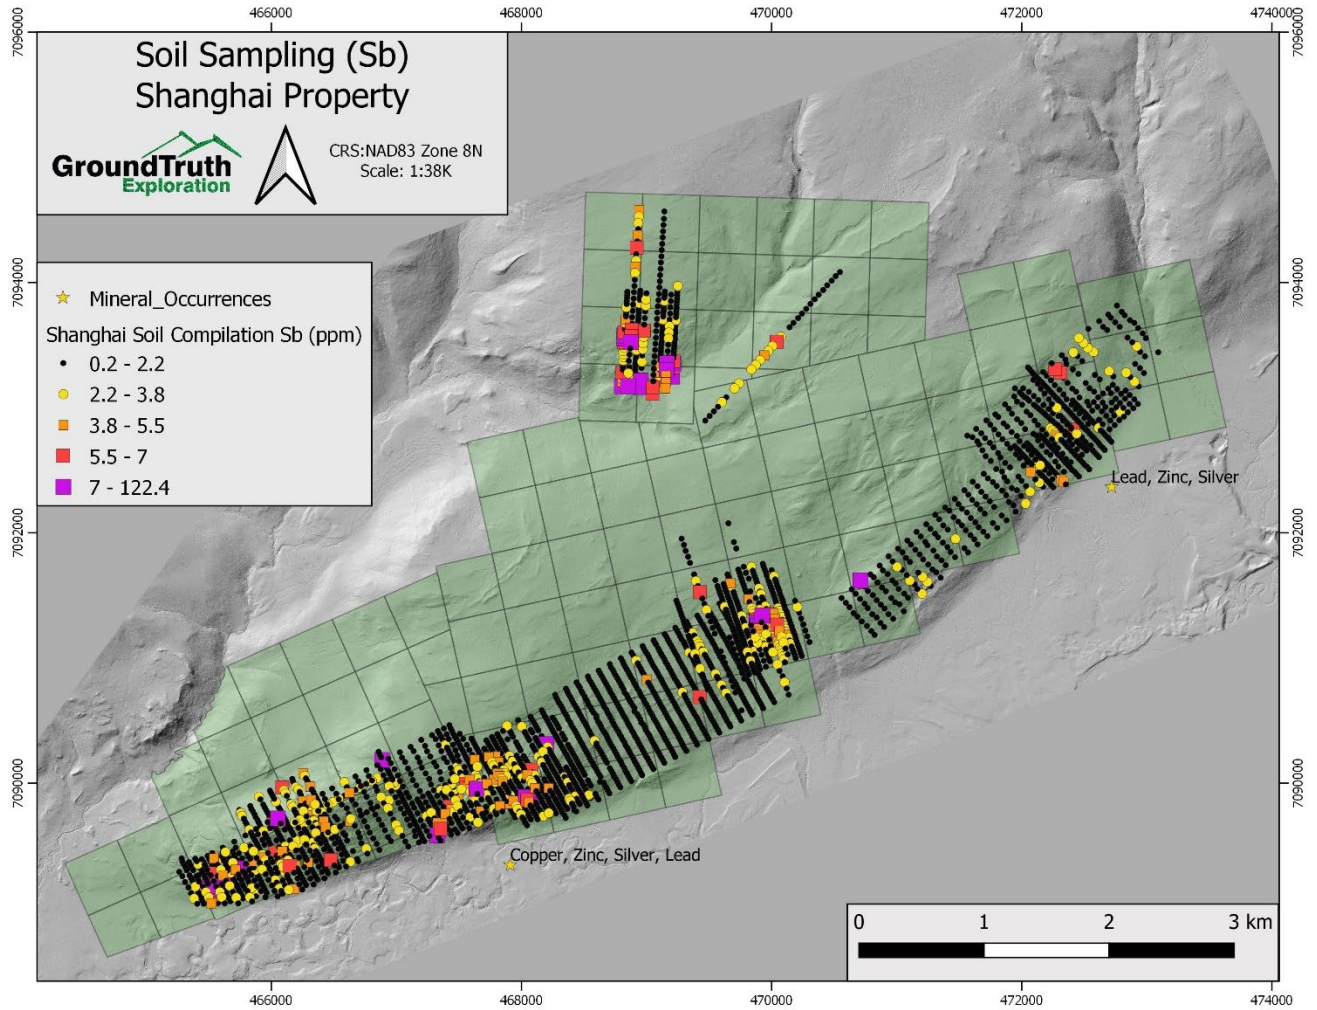 466000 468000 470000 472000 474000
7096000 7096000
Soil Sampling (Sb)
Shanghai Property
GroundTruth
Exploration
CRS:NAD83 Zone 8N
Scale: 1:38K
7094000 7094000
Mineral_Occurrences
Shanghai Soil Compilation Sb (ppm)
0.2 - 2.2
2.2 - 3.8
3.8 - 5.5
5.5 - 7
7 - 122.4
Lead, Zinc, Silver
7092000 7092000
7090000 7090000
Copper, Zinc, Silver, Lead
0 1 2 3 km
466000 468000 470000 472000 474000